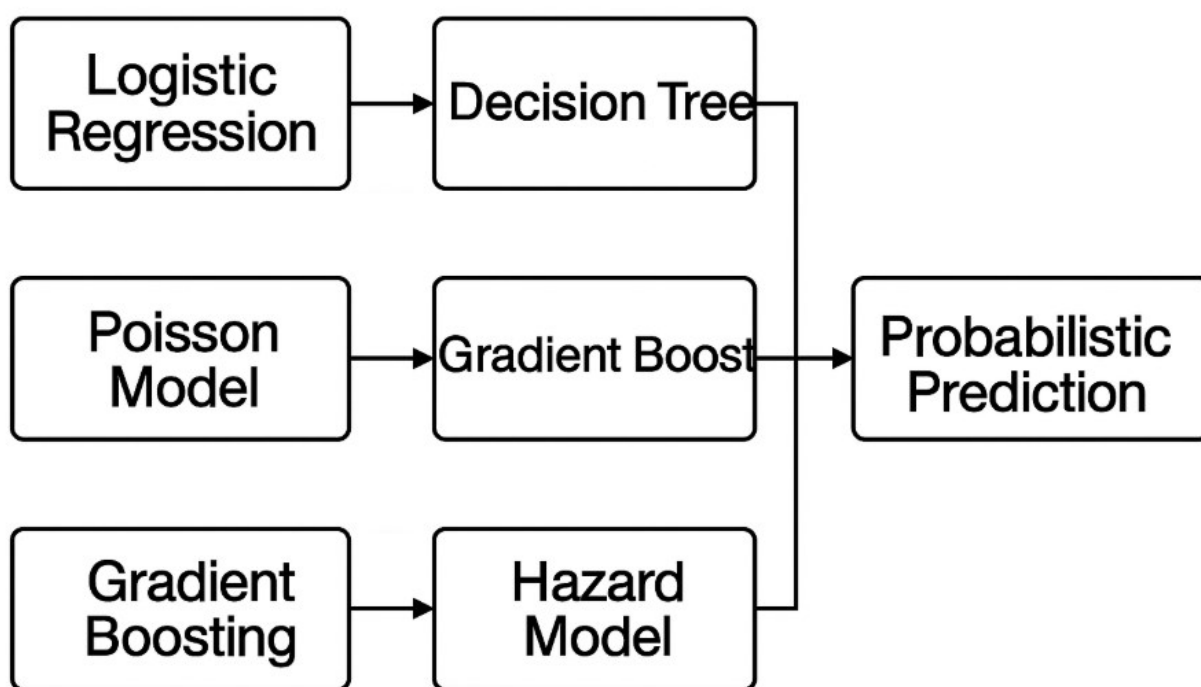 Logistic
Regression
Decision Tree
Poisson
Model
Gradient Boost
Probabilistic
Prediction
Gradient
Boosting
Hazard
Model